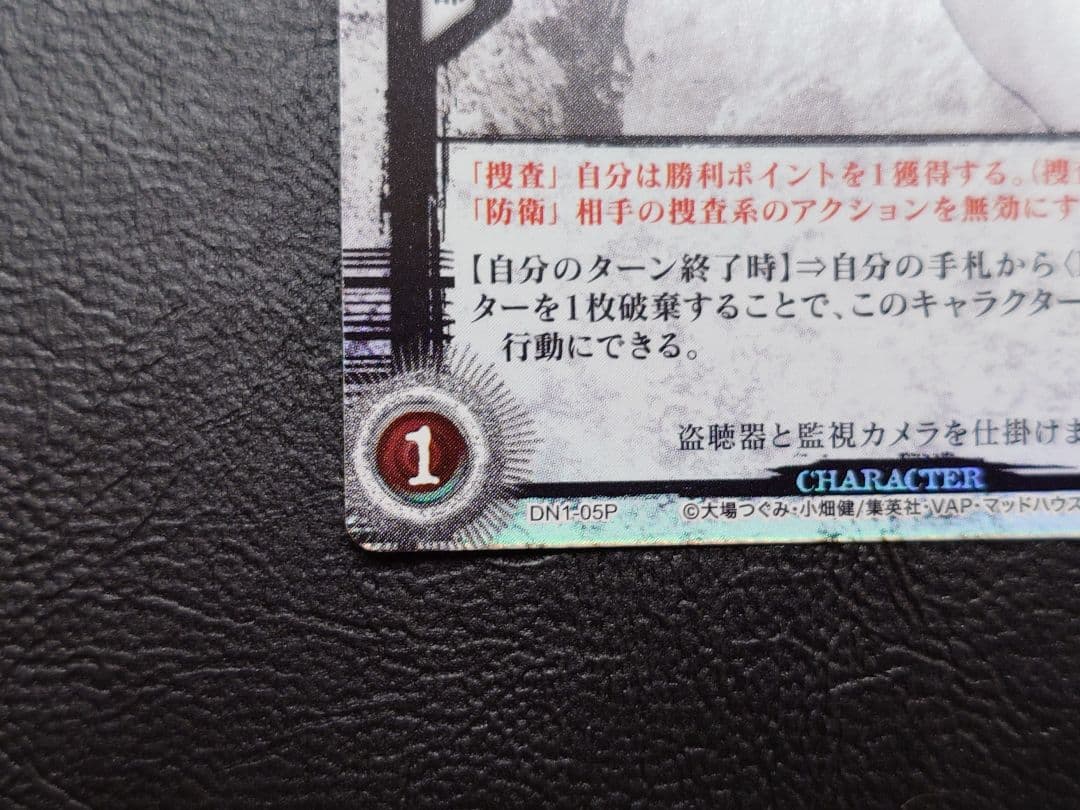 「捜査」自分は勝利ポイントを1獲得する。(捜
「防衛」相手の捜査系のアクションを無効にす
【自分のターン終了時】⇒自分の手札から
ターを1枚破棄することで、このキャラクター
行動にできる。
盗聴器と監視カメラを仕掛けま
1
CHARACTER
DN1-05P
©大場つぐみ・小畑健/集英社・VAP・マッドハウス